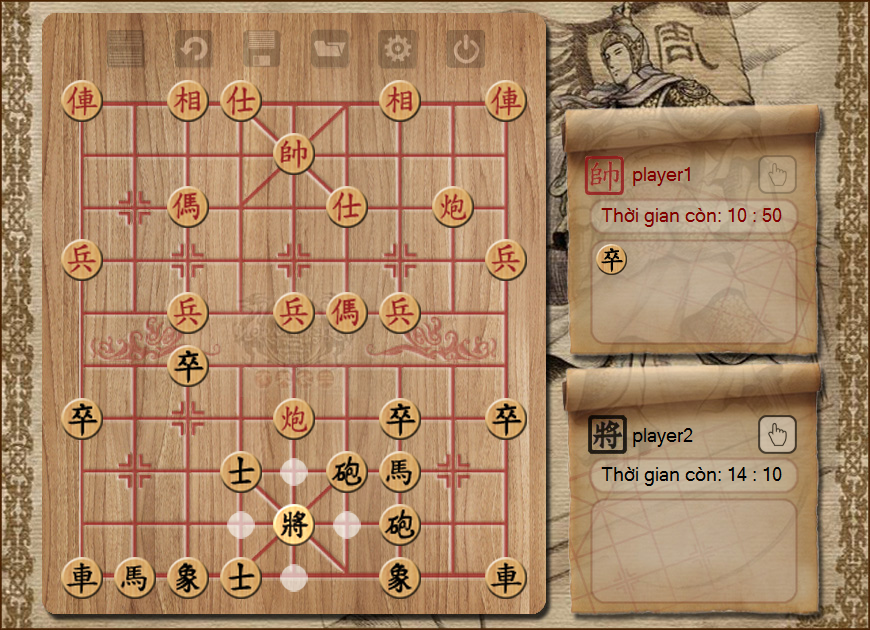 俥 相 仕 相 俥
帥
傌 仕 炮
兵 兵
兵 兵 傌 兵
卒
卒 炮 卒 卒
士 砲 馬
將 砲
車 馬 象 士 象 車
帥 player1
Thời gian còn: 10 : 50
卒
將 player2
Thời gian còn: 14 : 10